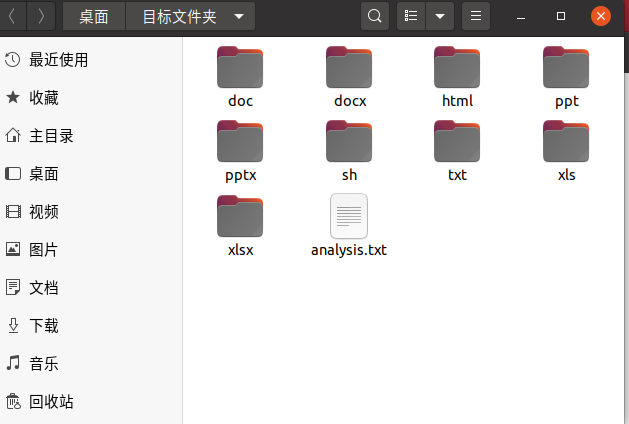 桌面 目标文件夹
最近使用
收藏
主目录
桌面
视频
图片
文档
下载
音乐
回收站
doc docx html ppt
pptx sh txt xls
xlsx analysis.txt